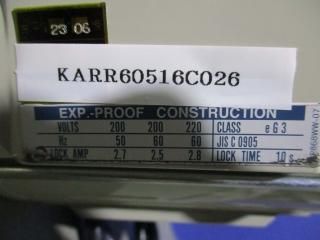 23 06
KARR60516C026
EXP.-PROOF CONSTRUCTION
VOLTS 200 200 220 CLASS eG3
Hz 50 60 60 JIS C 0905
LOCK AMP 2.7 2.5 2.8 LOCK TIME 10 s